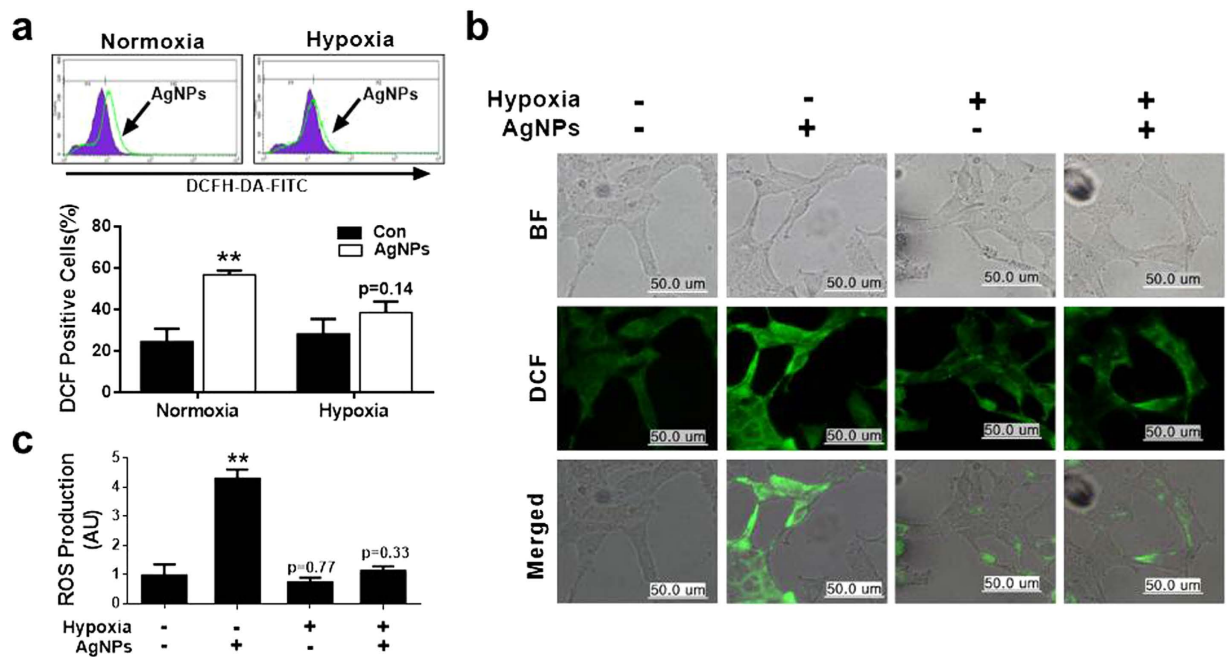 a
Normoxia Hypoxia
AgNPs AgNPs
DCFH-DA-FITC
DCF Positive Cells(%)
80
60
40
20
0
Con
AgNPs
**
p=0.14
Normoxia Hypoxia
b
Hypoxia - - + +
AgNPs - + - +
BF
50.0 um 50.0 um 50.0 um 50.0 um
DCF
50.0 um 50.0 um 50.0 um 50.0 um
Merged
50.0 um 50.0 um 50.0 um 50.0 um
c
ROS Production
(AU)
5
4
3
2
1
0
**
p=0.77
p=0.33
Hypoxia - - + +
AgNPs - + - +